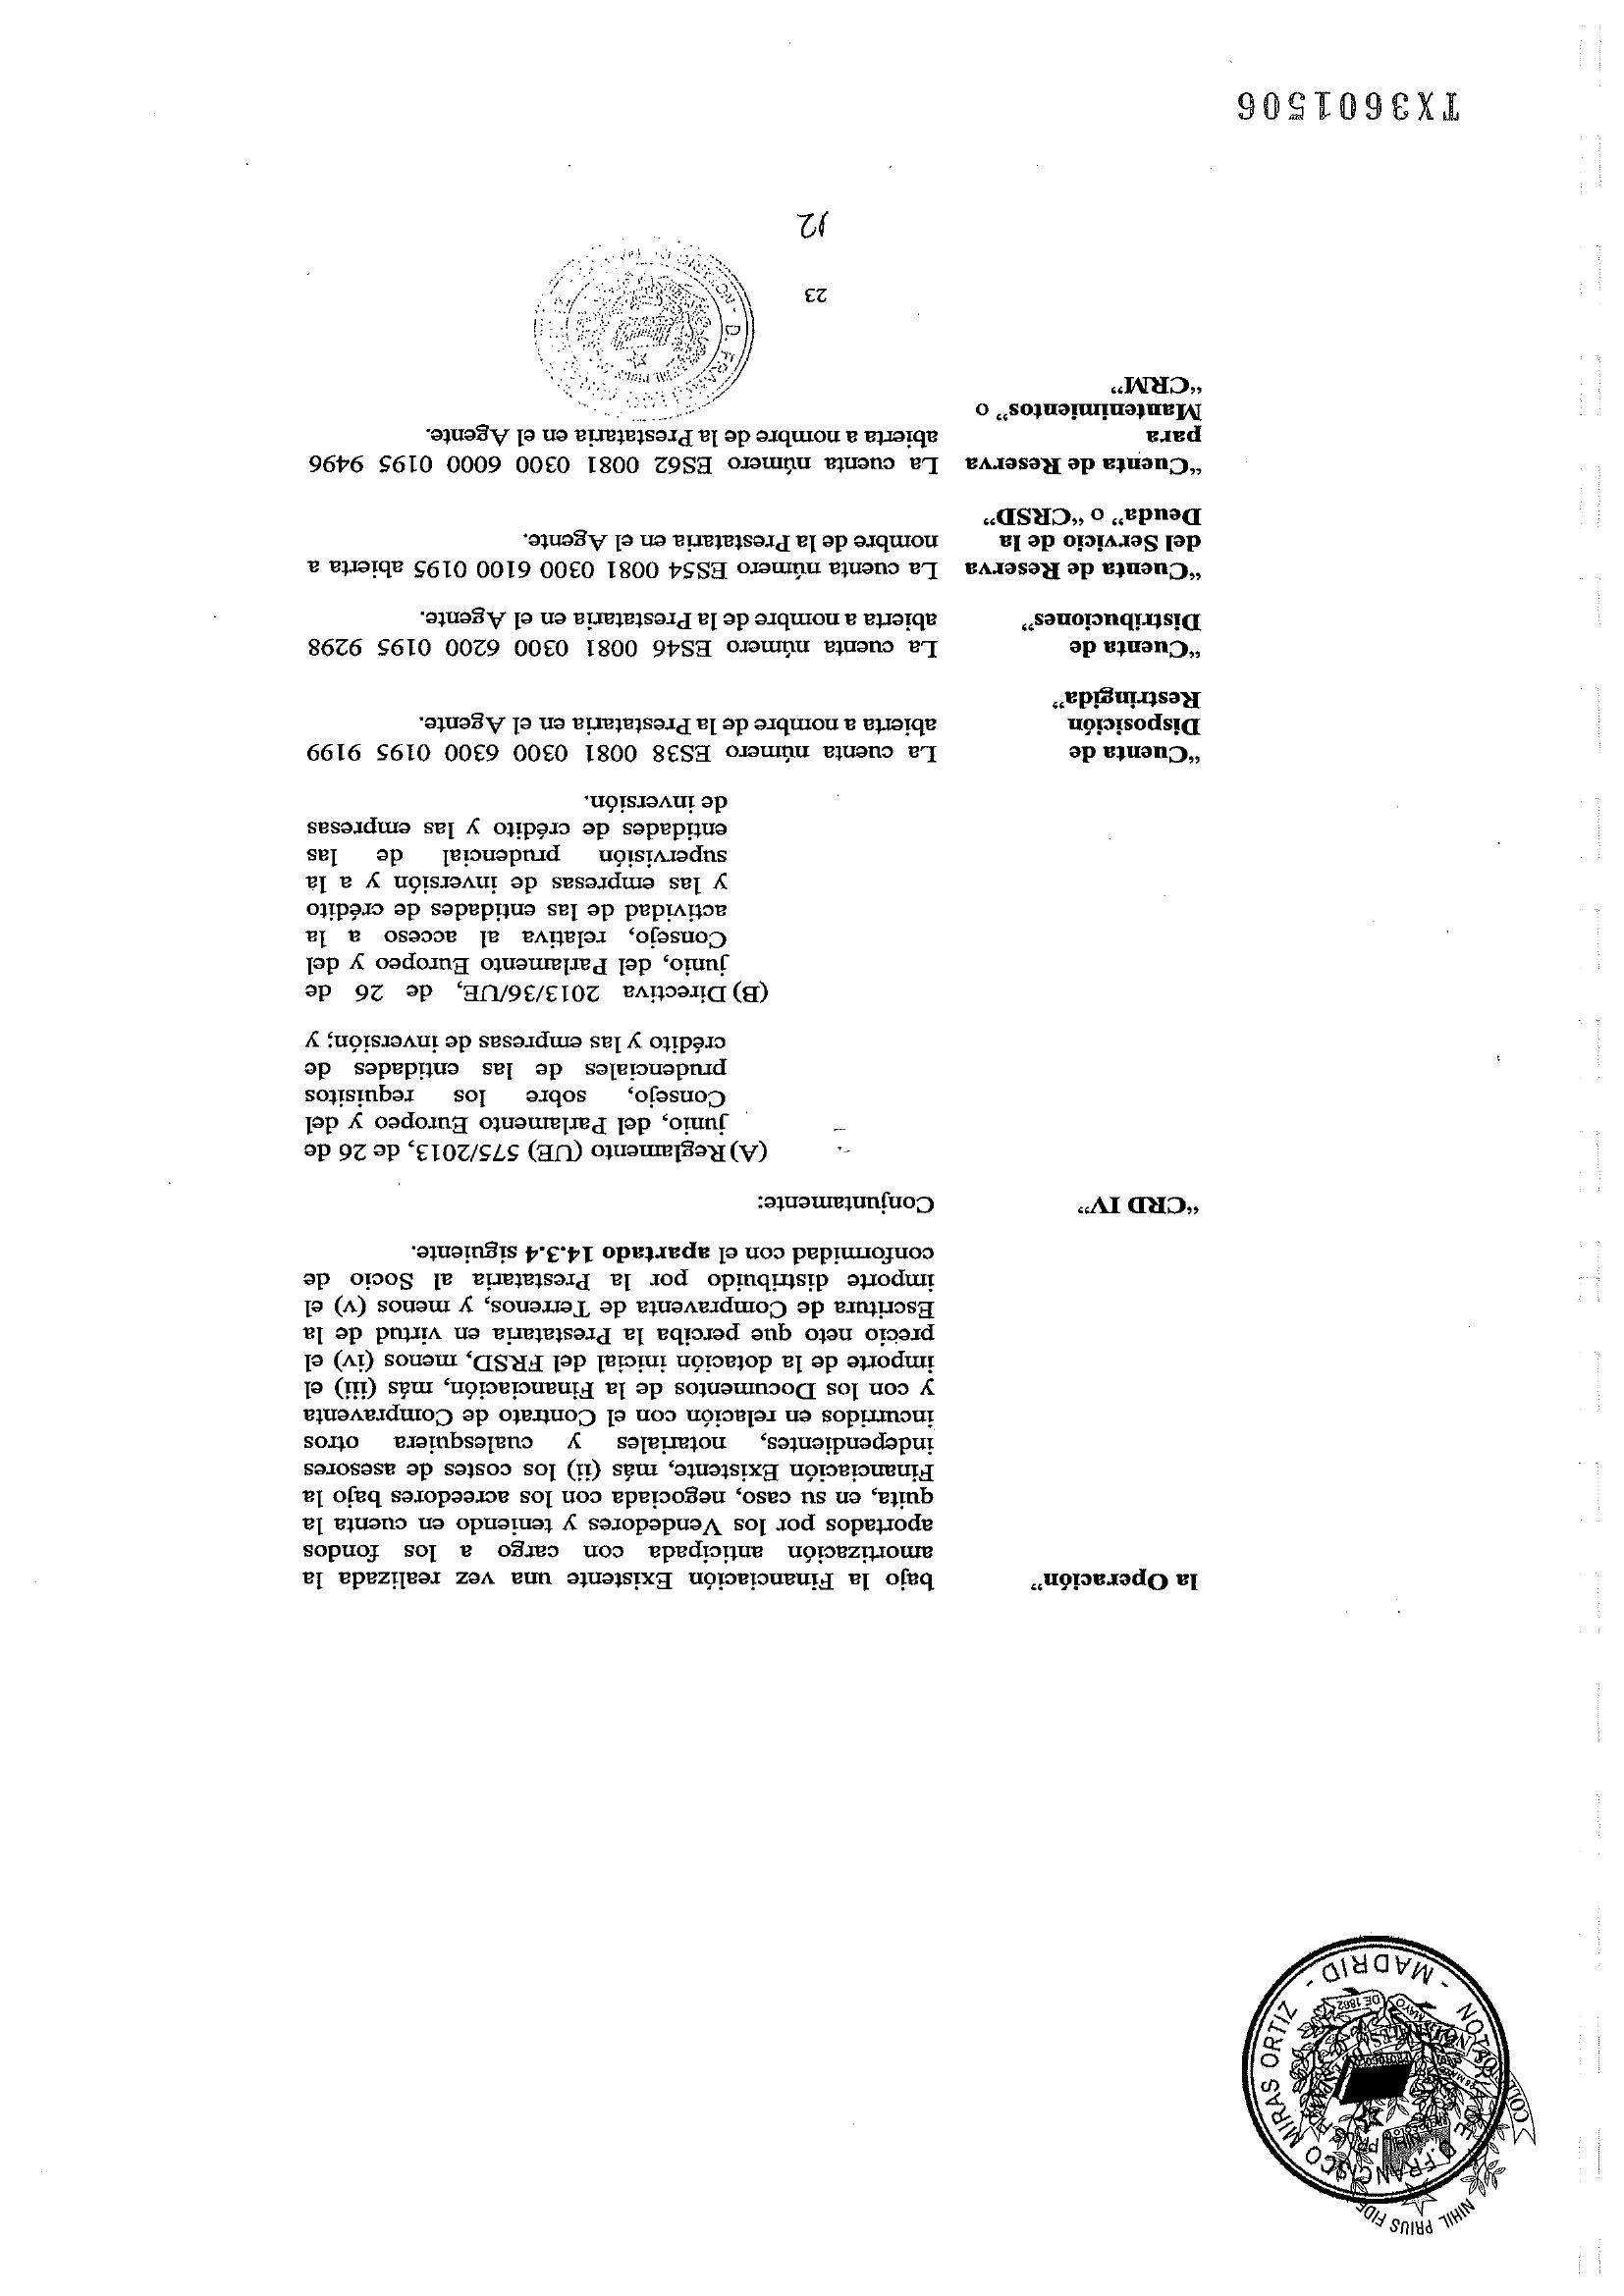 NIHIL PRIUS FIDE
NOTARIA DE D. FRANCISCO MIRAS ORTIZ
- MADRID -
la Operación” bajo la Financiación Existente una vez realizada la
amortización anticipada con cargo a los fondos
aportados por los Vendedores y teniendo en cuenta la
quita, en su caso, negociada con los acreedores bajo la
Financiación Existente, más (ii) los costes de asesores
independientes, notariales y cualesquiera otros
incurridos en relación con el Contrato de Compraventa
y con los Documentos de la Financiación, más (iii) el
importe de la dotación inicial del FRSD, menos (iv) el
precio neto que perciba la Prestataria en virtud de la
Escritura de Compraventa de Terrenos, y menos (v) el
importe distribuido por la Prestataria al Socio de
conformidad con el apartado 14.3.4 siguiente.
“CRD IV” Conjuntamente:
(A) Reglamento (UE) 575/2013, de 26 de
junio, del Parlamento Europeo y del
Consejo, sobre los requisitos
prudenciales de las entidades de
crédito y las empresas de inversión; y
(B) Directiva 2013/36/UE, de 26 de
junio, del Parlamento Europeo y del
Consejo, relativa al acceso a la
actividad de las entidades de crédito
y las empresas de inversión y a la
supervisión prudencial de las
entidades de crédito y las empresas
de inversión.
“Cuenta de La cuenta número ES38 0081 0300 6300 0195 9199
Disposición abierta a nombre de la Prestataria en el Agente.
Restringida”
“Cuenta de La cuenta número ES46 0081 0300 6200 0195 9298
Distribuciones” abierta a nombre de la Prestataria en el Agente.
“Cuenta de Reserva La cuenta número ES54 0081 0300 6100 0195 abierta a
del Servicio de la nombre de la Prestataria en el Agente.
Deuda” o “CRSD”
“Cuenta de Reserva La cuenta número ES62 0081 0300 6000 0195 9496
para abierta a nombre de la Prestataria en el Agente.
Mantenimientos” o
“CRM”
23
12
TX3601506